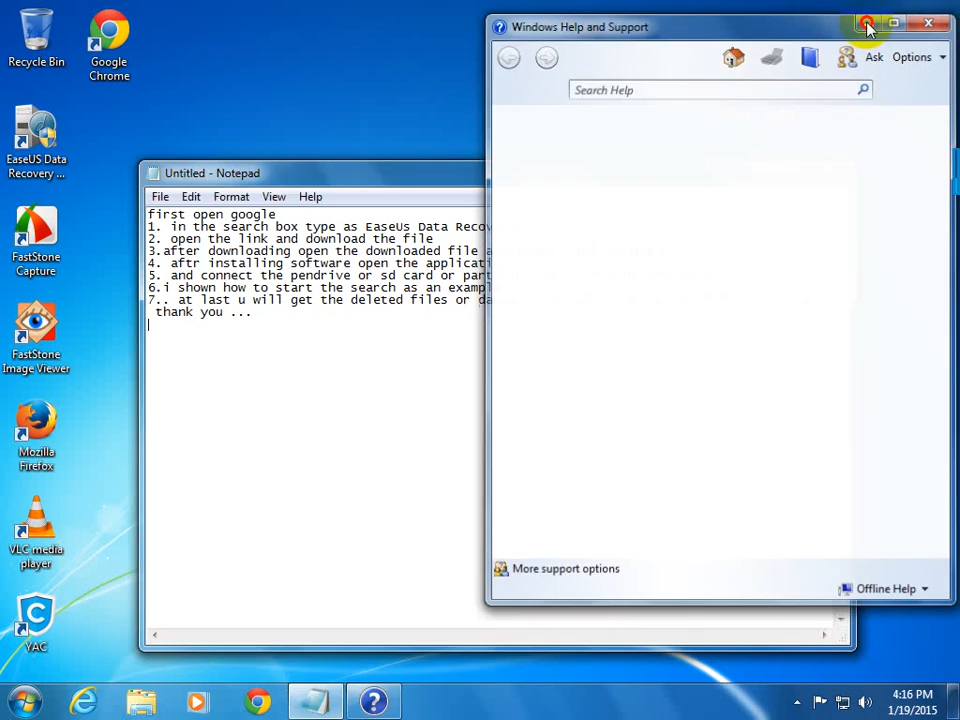 Recycle Bin
Google
Chrome
EaseUS Data
Recovery ...
FastStone
Capture
FastStone
Image Viewer
Mozilla
Firefox
VLC media
player
YAC
Untitled - Notepad
File Edit Format View Help
first open google
1. in the search box type as EaseUs Data Recov
2. open the link and download the file
3.after downloading open the downloaded file a
4. aftr installing software open the applicati
5. and connect the pendrive or sd card or part
6.i shown how to start the search as an exampl
7.. at last u will get the deleted files or da
thank you ...
Windows Help and Support
Ask Options
Search Help
More support options
Offline Help
4:16 PM
1/19/2015